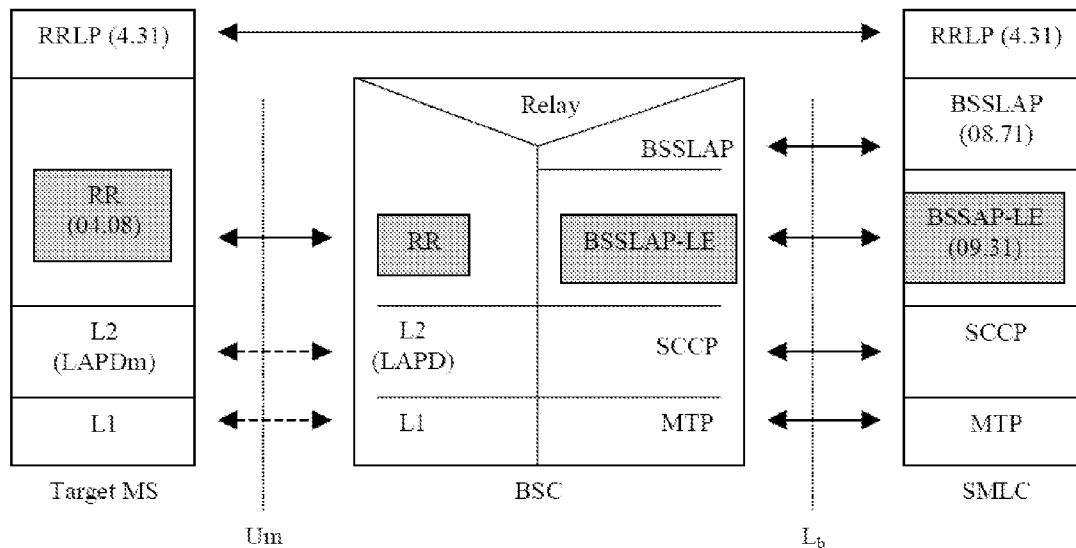 RRLP (4.31)
RR
(04.08)
L2
(LAPDm)
L1
Target MS
Um
Relay
BSSLAP
RR
BSSLAP-LE
L2
(LAPD)
SCCP
L1
MTP
BSC
L_b
RRLP (4.31)
BSSLAP
(08.71)
BSSAP-LE
(09.31)
SCCP
MTP
SMLC